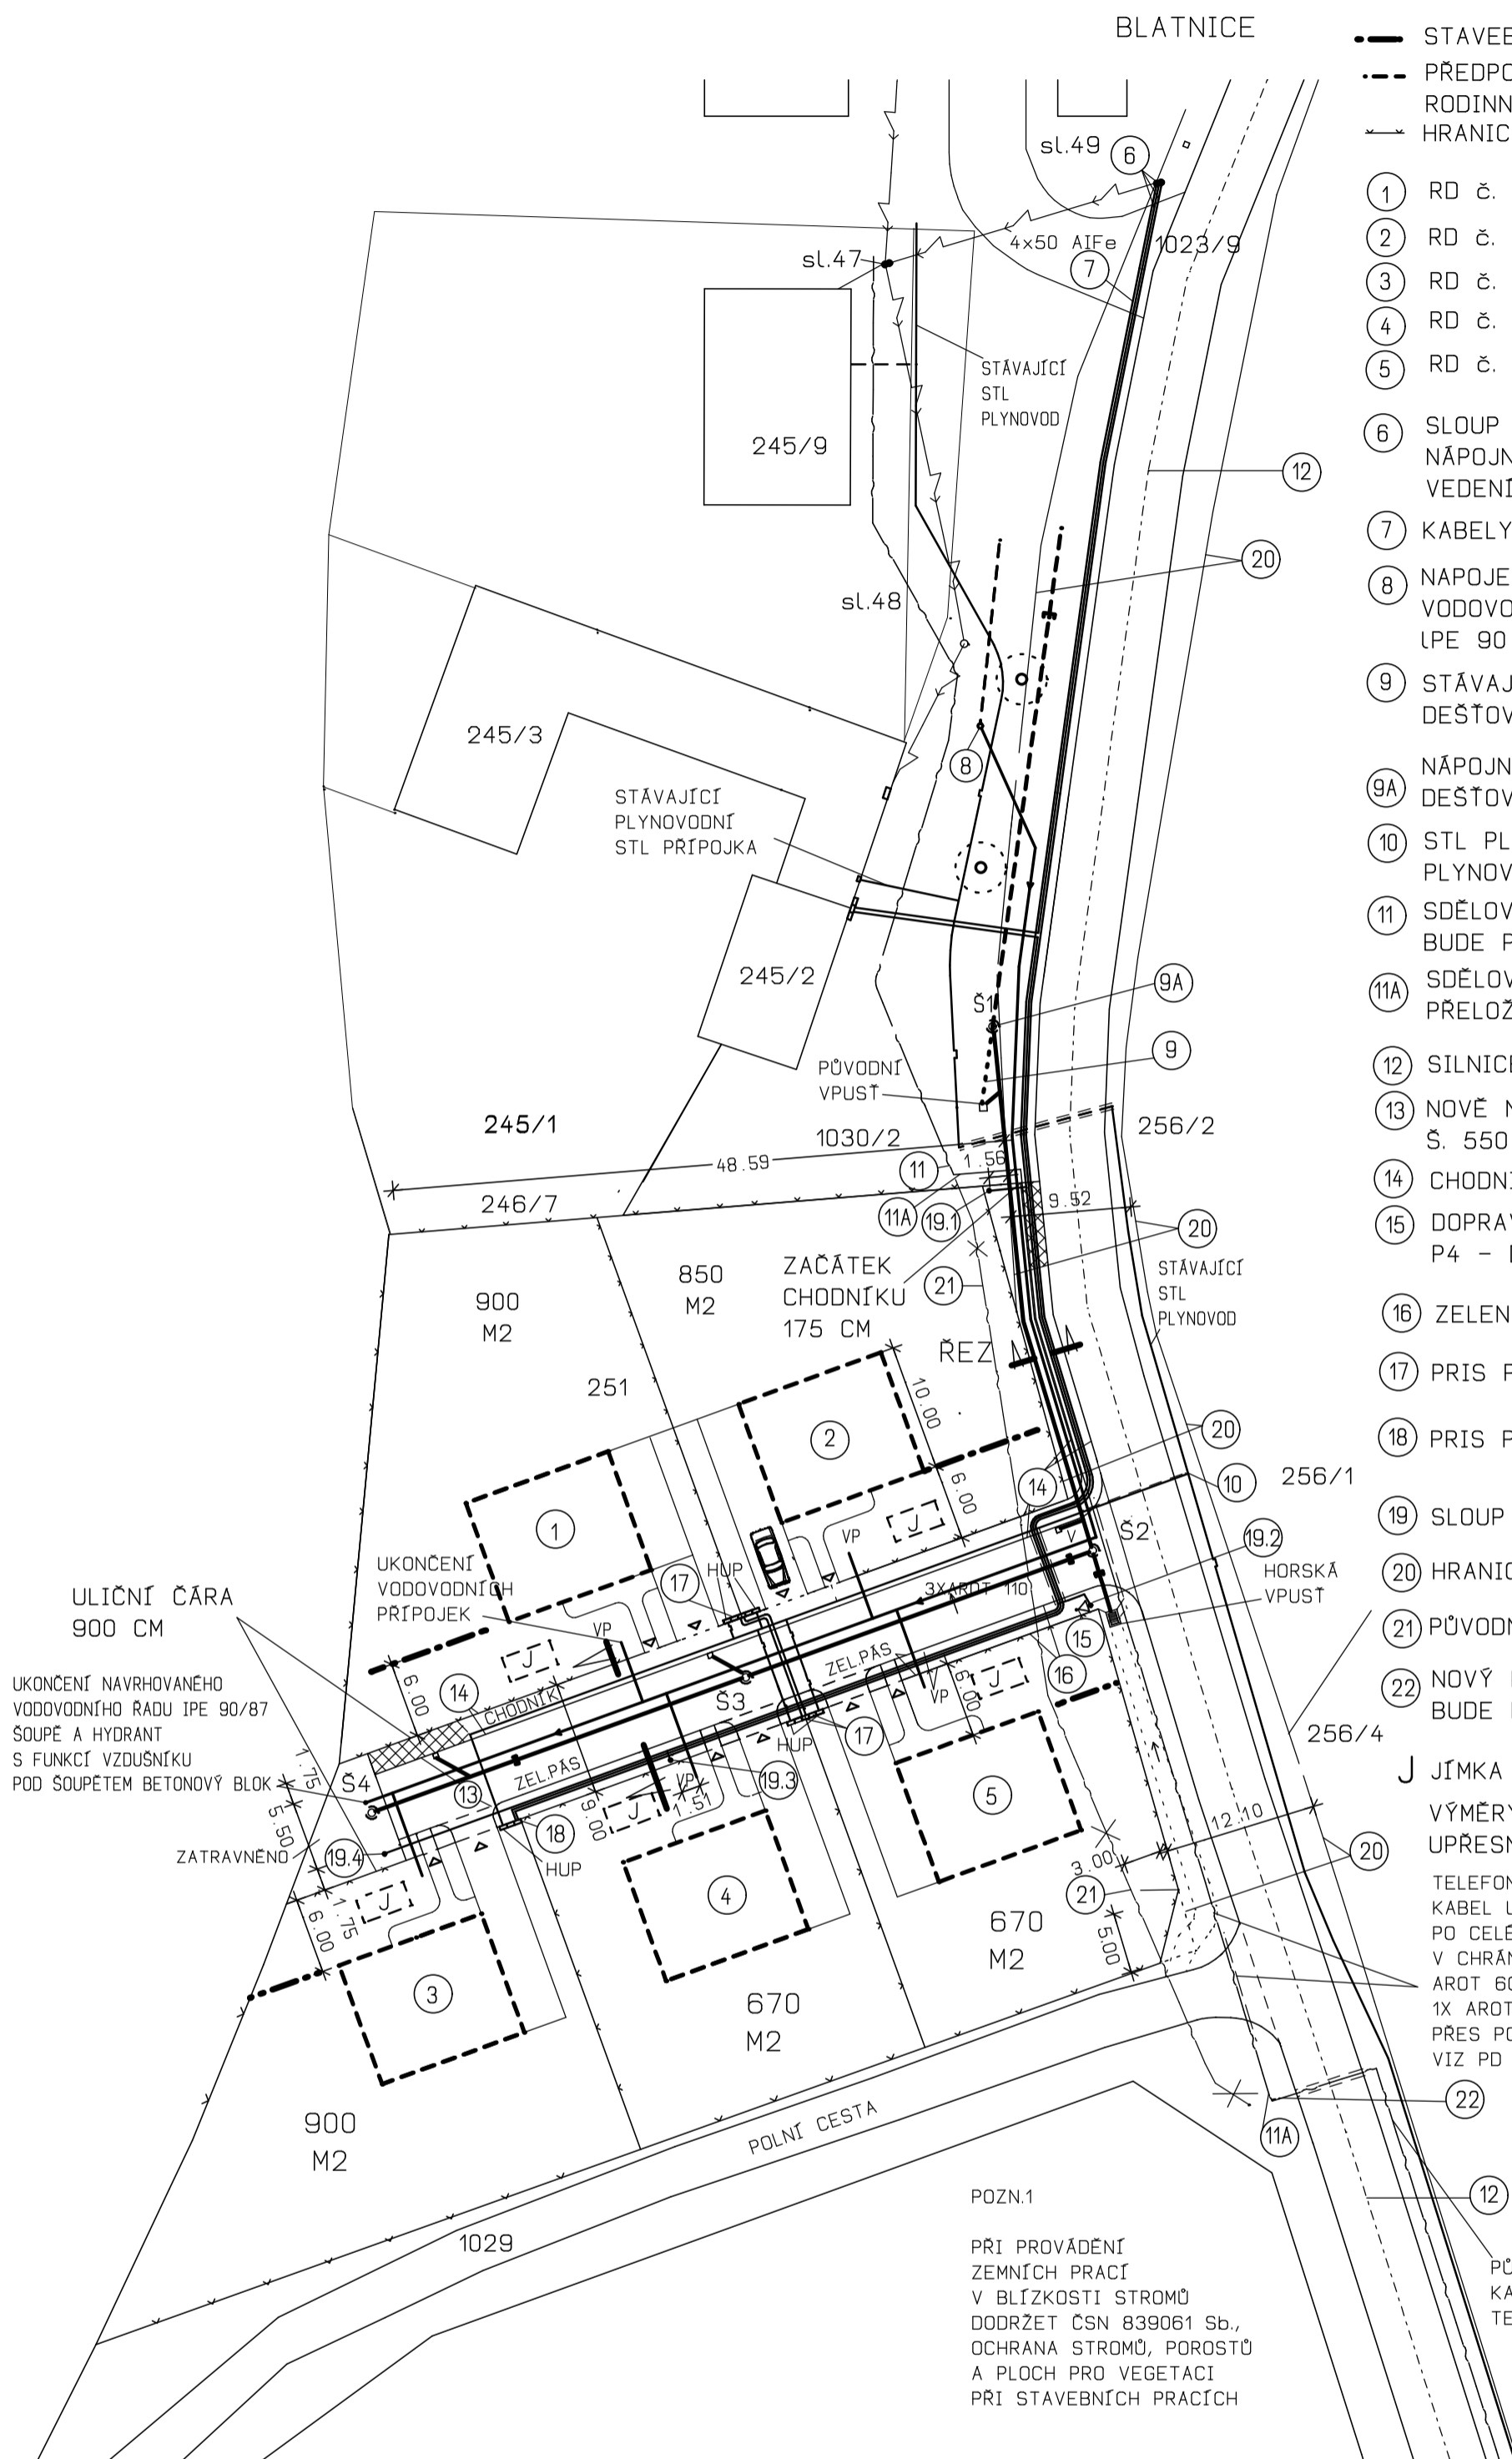 BLATNICE
sl.49
6
4x50 AlFe
1023/9
sl.47
7
STÁVAJÍCÍ
STL
PLYNOVOD
245/9
12
20
sl.48
245/3
8
STÁVAJÍCÍ
PLYNOVODNÍ
STL PŘÍPOJKA
245/2
9A
Š1
9
PŮVODNÍ
VPUSŤ
245/1
1030/2
256/2
48.59
11
1.56
246/7
11A
19.1
9.52
20
850
M2
ZAČÁTEK
CHODNÍKU
175 CM
21
STÁVAJÍCÍ
STL
PLYNOVOD
900
M2
ŘEZ
251
10.00
2
20
6.00
14
10
256/1
1
J
VP
V
Š2
19.2
HORSKÁ
VPUSŤ
UKONČENÍ
VODOVODNÍCH
PŘÍPOJEK
17
HUP
3XAROT 110
ULIČNÍ ČÁRA
900 CM
VP
15
16
J
ZEL.PÁS
6.00
J
UKONČENÍ NAVRHOVANÉHO
VODOVODNÍHO ŘADU IPE 90/87
ŠOUPĚ A HYDRANT
S FUNKCÍ VZDUŠNÍKU
POD ŠOUPĚTEM BETONOVÝ BLOK
6.00
14
CHODNÍK
Š3
VP
17
HUP
256/4
1.75
Š4
ZEL.PÁS
VP
19.3
13
5.50
9.00
J
1.51
5
12.10
ZATRAVNĚNO
19.4
18
HUP
20
J
1.75
6.00
3.00
21
4
670
M2
5.00
3
670
M2
22
900
M2
POLNÍ CESTA
11A
12
1029
POZN.1
PŘI PROVÁDĚNÍ
ZEMNÍCH PRACÍ
V BLÍZKOSTI STROMŮ
DODRŽET ČSN 839061 Sb.,
OCHRANA STROMŮ, POROSTŮ
A PLOCH PRO VEGETACI
PŘI STAVEBNÍCH PRACÍCH
STAVEB
PŘEDPO
RODINN
HRANIC
1 RD č.
2 RD č.
3 RD č.
4 RD č.
5 RD č.
6 SLOUP
NÁPOJN
VEDENÍ
7 KABELY
8 NAPOJE
VODOVO
lPE 90
9 STÁVAJ
DEŠŤOV
9A NÁPOJN
DEŠŤOV
10 STL PL
PLYNOV
11 SDĚLOV
BUDE P
11A SDĚLOV
PŘELOŽ
12 SILNICE
13 NOVĚ N
Š. 550
14 CHODNÍ
15 DOPRAV
P4 -
16 ZELEN
17 PRIS P
18 PRIS P
19 SLOUP
20 HRANIC
21 PŮVODN
22 NOVÝ
BUDE
J JÍMKA
VÝMĚRY
UPŘESN
TELEFON
KABEL U
PO CELÉ
V CHRÁN
AROT 60
1X AROT
PŘES PO
VIZ PD
PŮ
KA
TE